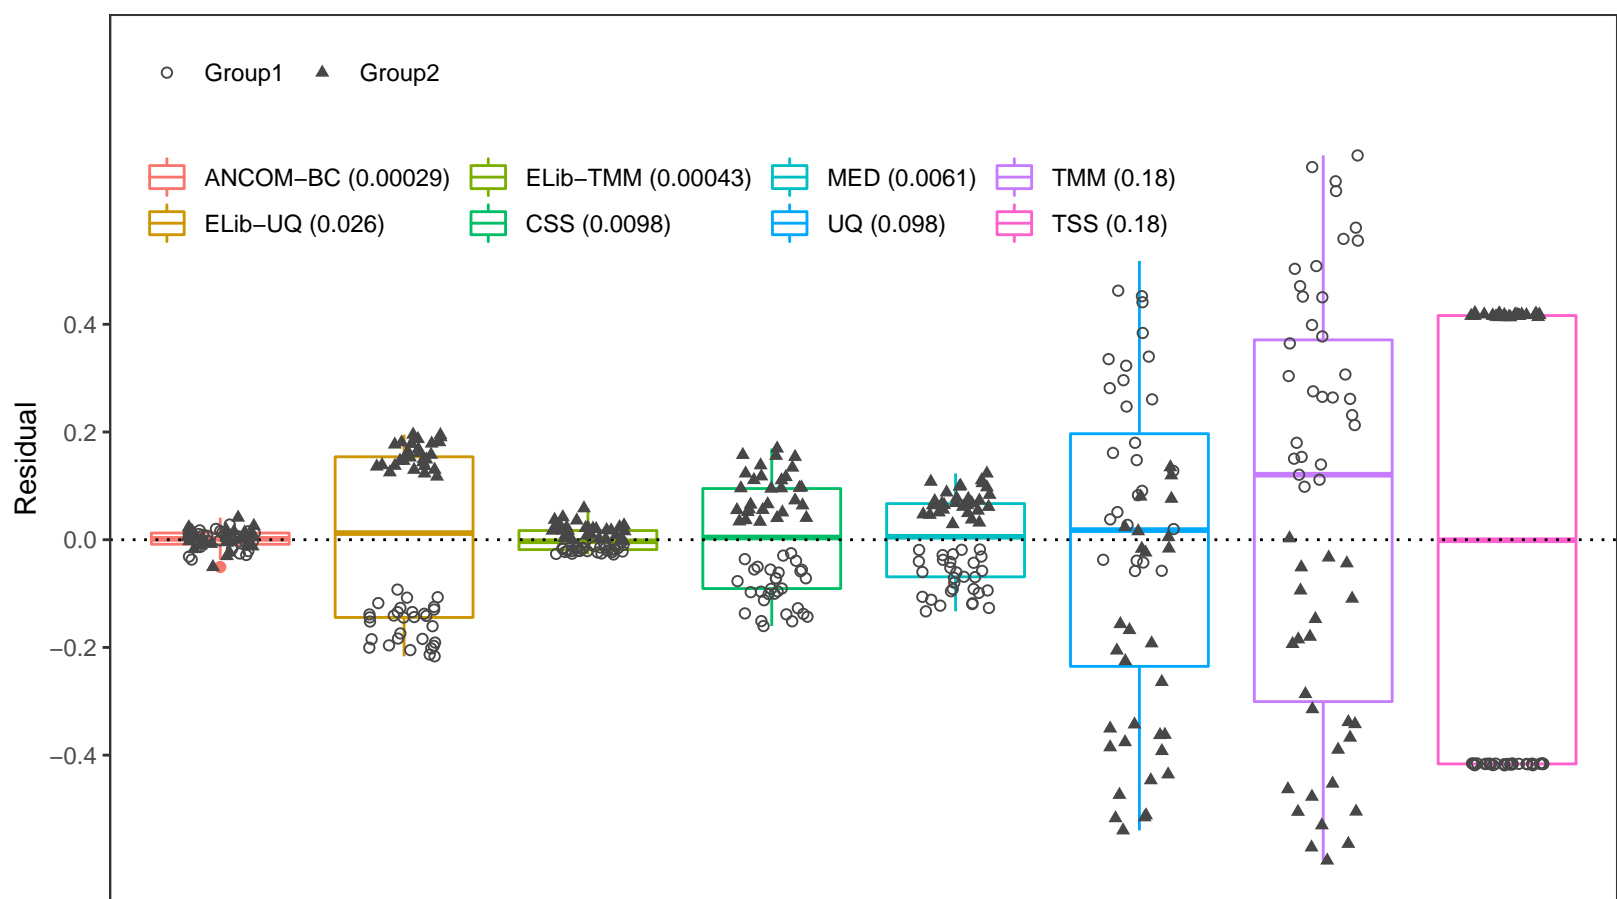 Group1 Group2
ANCOM−BC (0.00029) ELib−TMM (0.00043) MED (0.0061) TMM (0.18)
ELib−UQ (0.026) CSS (0.0098) UQ (0.098) TSS (0.18)
Residual
0.4
0.2
0.0
−0.2
−0.4